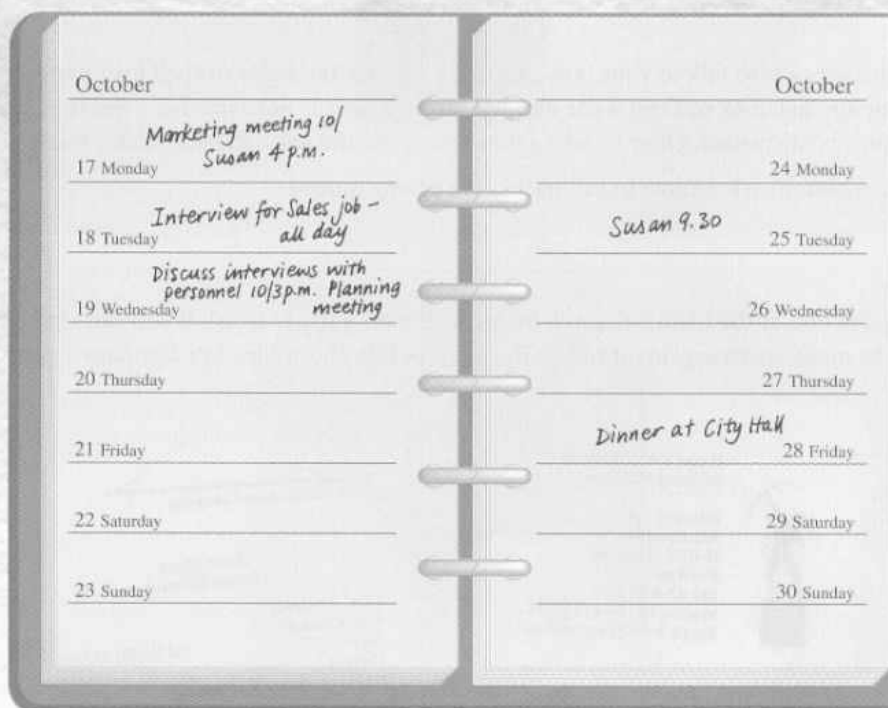 October
Marketing meeting 10/
Susan 4 p.m.
17 Monday
Interview for Sales job –
all day
18 Tuesday
Discuss interviews with
personnel 10/3p.m. Planning
meeting
19 Wednesday
20 Thursday
21 Friday
22 Saturday
23 Sunday
October
24 Monday
Susan 9.30
25 Tuesday
26 Wednesday
27 Thursday
Dinner at City Hall
28 Friday
29 Saturday
30 Sunday